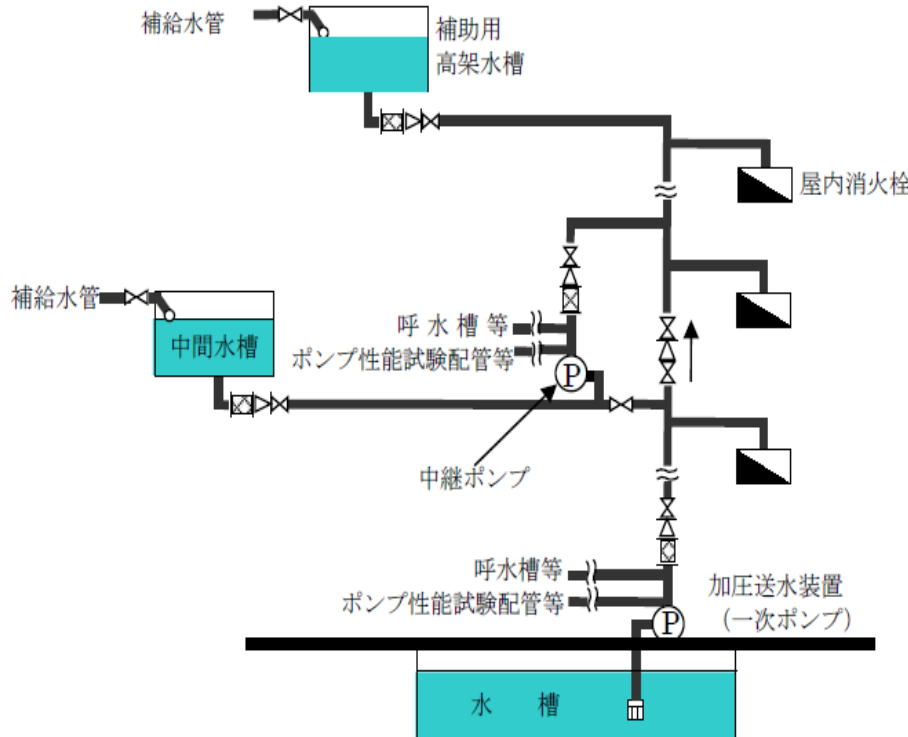 補給水管
補助用
高架水槽
屋内消火栓
補給水管
中間水槽
呼水槽等
ポンプ性能試験配管等
P
中継ポンプ
呼水槽等
ポンプ性能試験配管等
加圧送水装置
（一次ポンプ）
P
水 槽